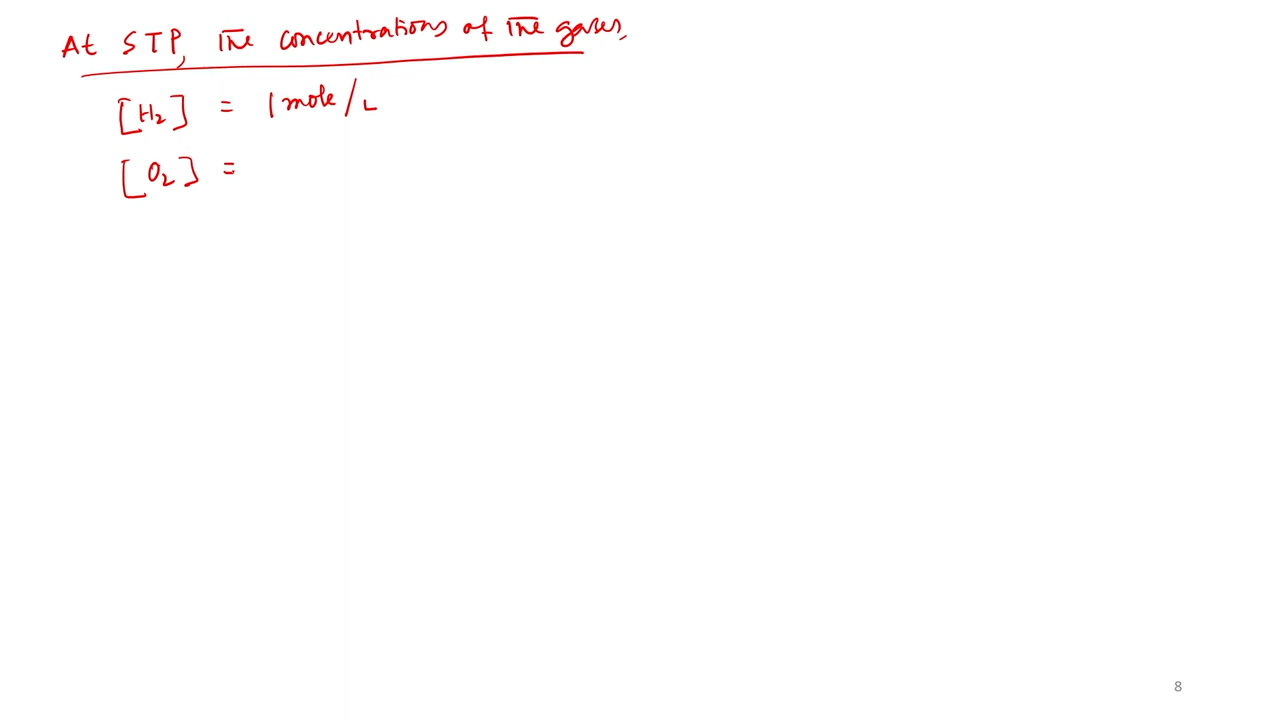 At STP, the concentrations of the gases,
[H₂] = 1 mole/L
[O₂] =
8